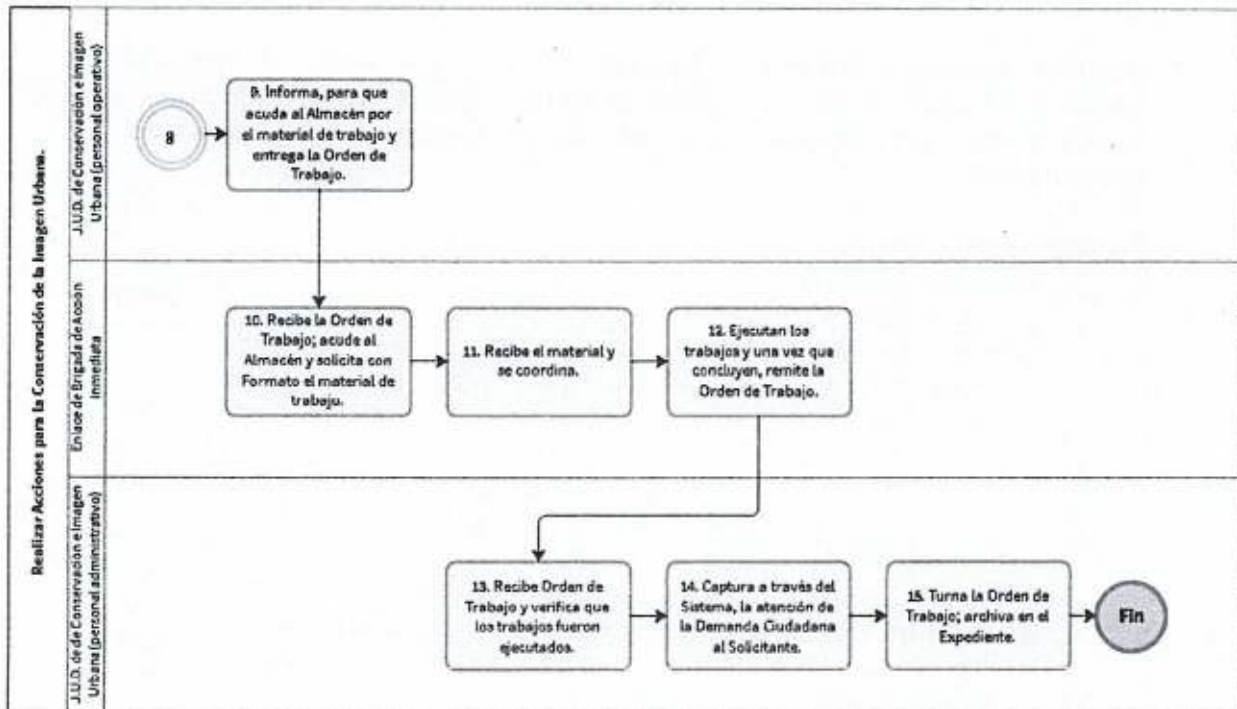 Realizar Acciones para la Conservación de la Imagen Urbana.
J.U.D. de Conservación e Imagen
Urbana (personal operativo)
8
9. Informa, para que
acuda al Almacén por
el material de trabajo y
entrega la Orden de
Trabajo.
Enlace de Brigada de Acción
Inmediata
10. Recibe la Orden de
Trabajo; acude al
Almacén y solicita con
Formato el material de
trabajo.
11. Recibe el material y
se coordina.
12. Ejecutan los
trabajos y una vez que
concluyen, remite la
Orden de Trabajo.
J.U.D. de de Conservación e Imagen
Urbana (personal administrativo)
13. Recibe Orden de
Trabajo y verifica que
los trabajos fueron
ejecutados.
14. Captura a través del
Sistema, la atención de
la Demanda Ciudadana
al Solicitante.
15. Turna la Orden de
Trabajo; archiva en el
Expediente.
Fin